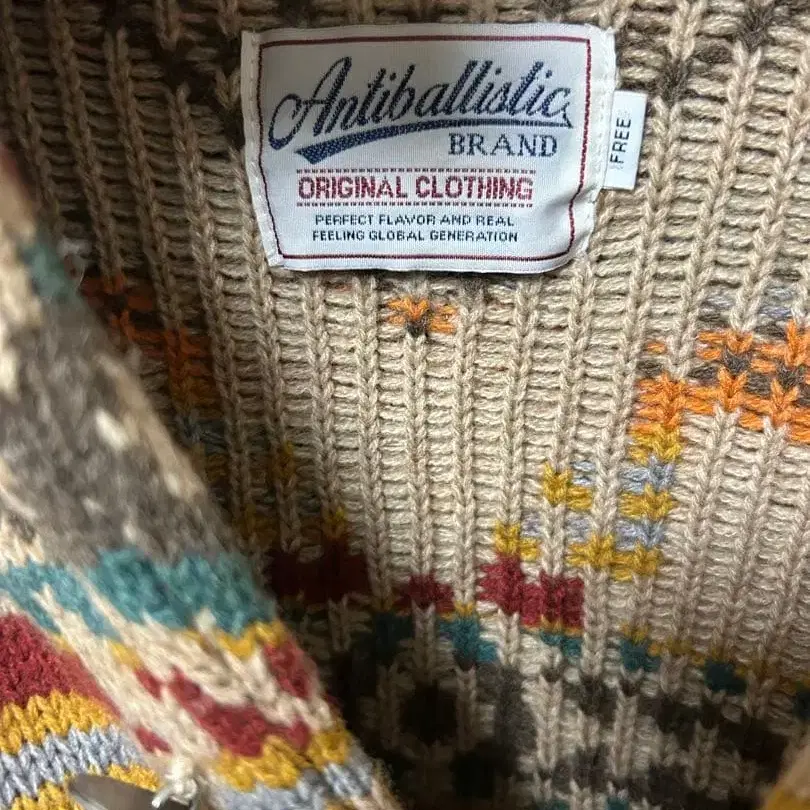 Antiballistic
BRAND
ORIGINAL CLOTHING
PERFECT FLAVOR AND REAL
FEELING GLOBAL GENERATION
FREE